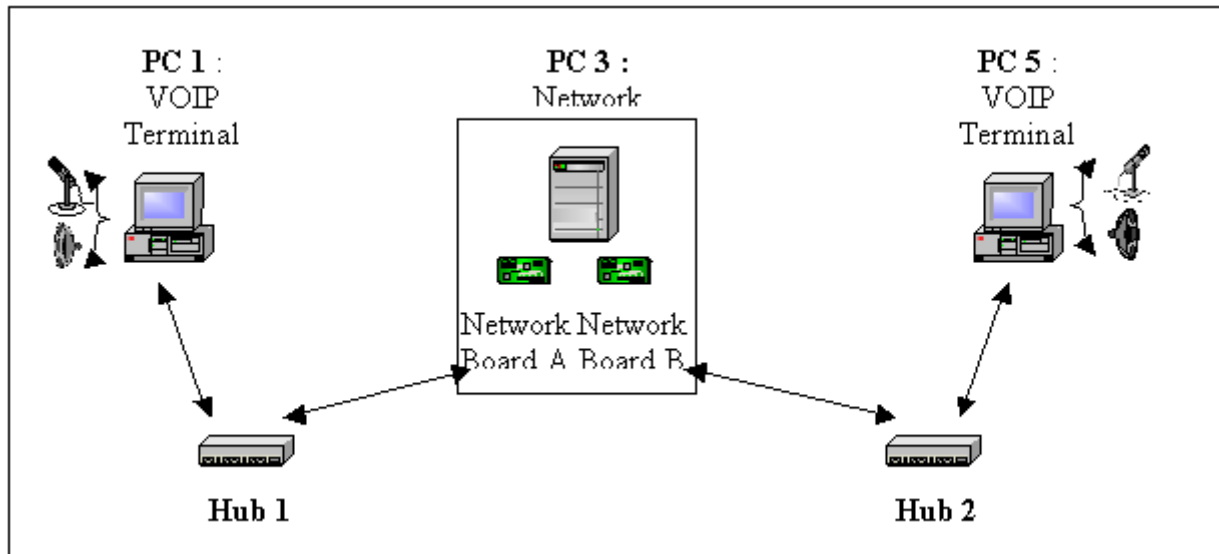 PC 1 :
VOIP
Terminal
PC 3 :
Network
Network Network
Board A Board B
PC 5 :
VOIP
Terminal
Hub 1
Hub 2